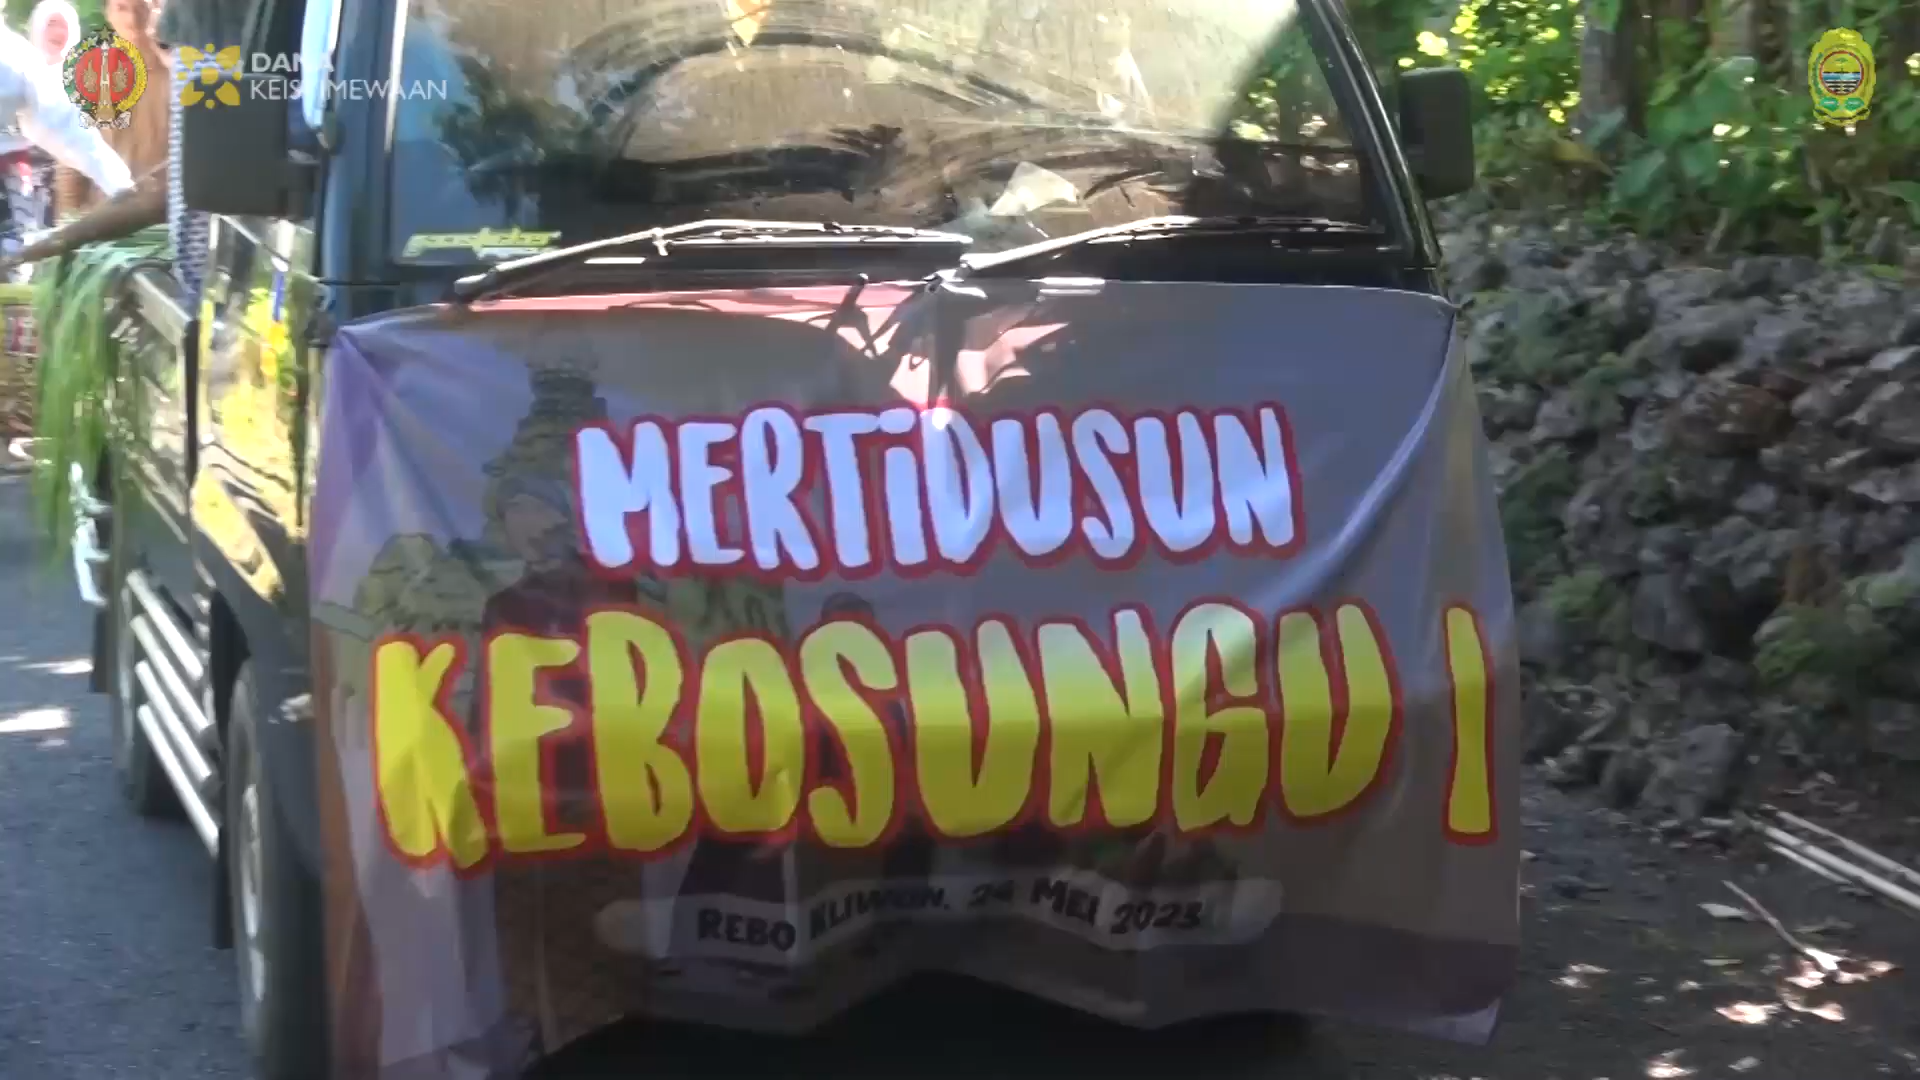 DANA
KEISTIMEWAAN
MERTiDUSUN
KEBOSUNGU I
REBO KLIWON, 24 MEI 2023